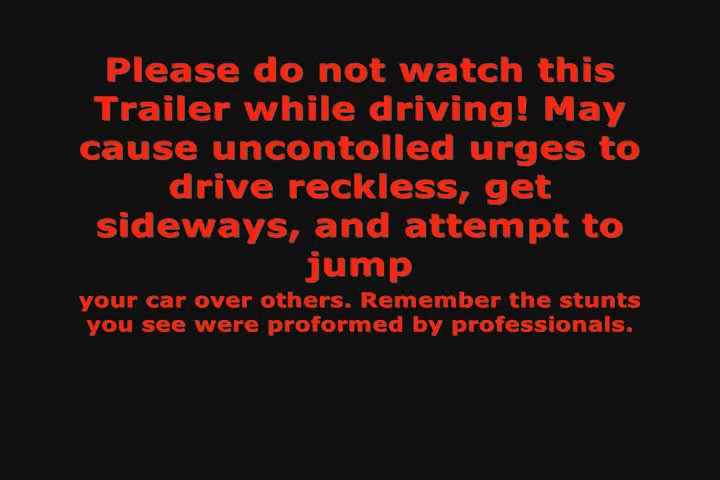 Please do not watch this
Trailer while driving! May
cause uncontolled urges to
drive reckless, get
sideways, and attempt to
jump
your car over others. Remember the stunts
you see were proformed by professionals.